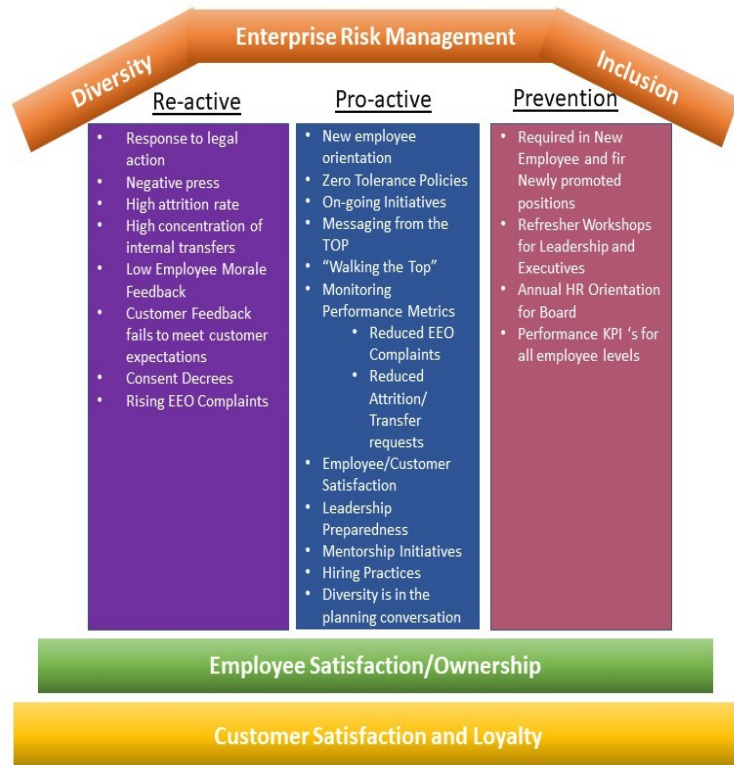 Enterprise Risk Management
Diversity
Inclusion
Re-active
• Response to legal
action
• Negative press
• High attrition rate
• High concentration of
internal transfers
• Low Employee Morale
Feedback
• Customer Feedback
fails to meet customer
expectations
• Consent Decrees
• Rising EEO Complaints
Pro-active
• New employee
orientation
• Zero Tolerance Policies
• On-going Initiatives
• Messaging from the
TOP
• “Walking the Top”
• Monitoring
Performance Metrics
• Reduced EEO
Complaints
• Reduced
Attrition/
Transfer
requests
• Employee/Customer
Satisfaction
• Leadership
Preparedness
• Mentorship Initiatives
• Hiring Practices
• Diversity is in the
planning conversation
Prevention
• Required in New
Employee and fir
Newly promoted
positions
• Refresher Workshops
for Leadership and
Executives
• Annual HR Orientation
for Board
• Performance KPI ‘s for
all employee levels
Employee Satisfaction/Ownership
Customer Satisfaction and Loyalty